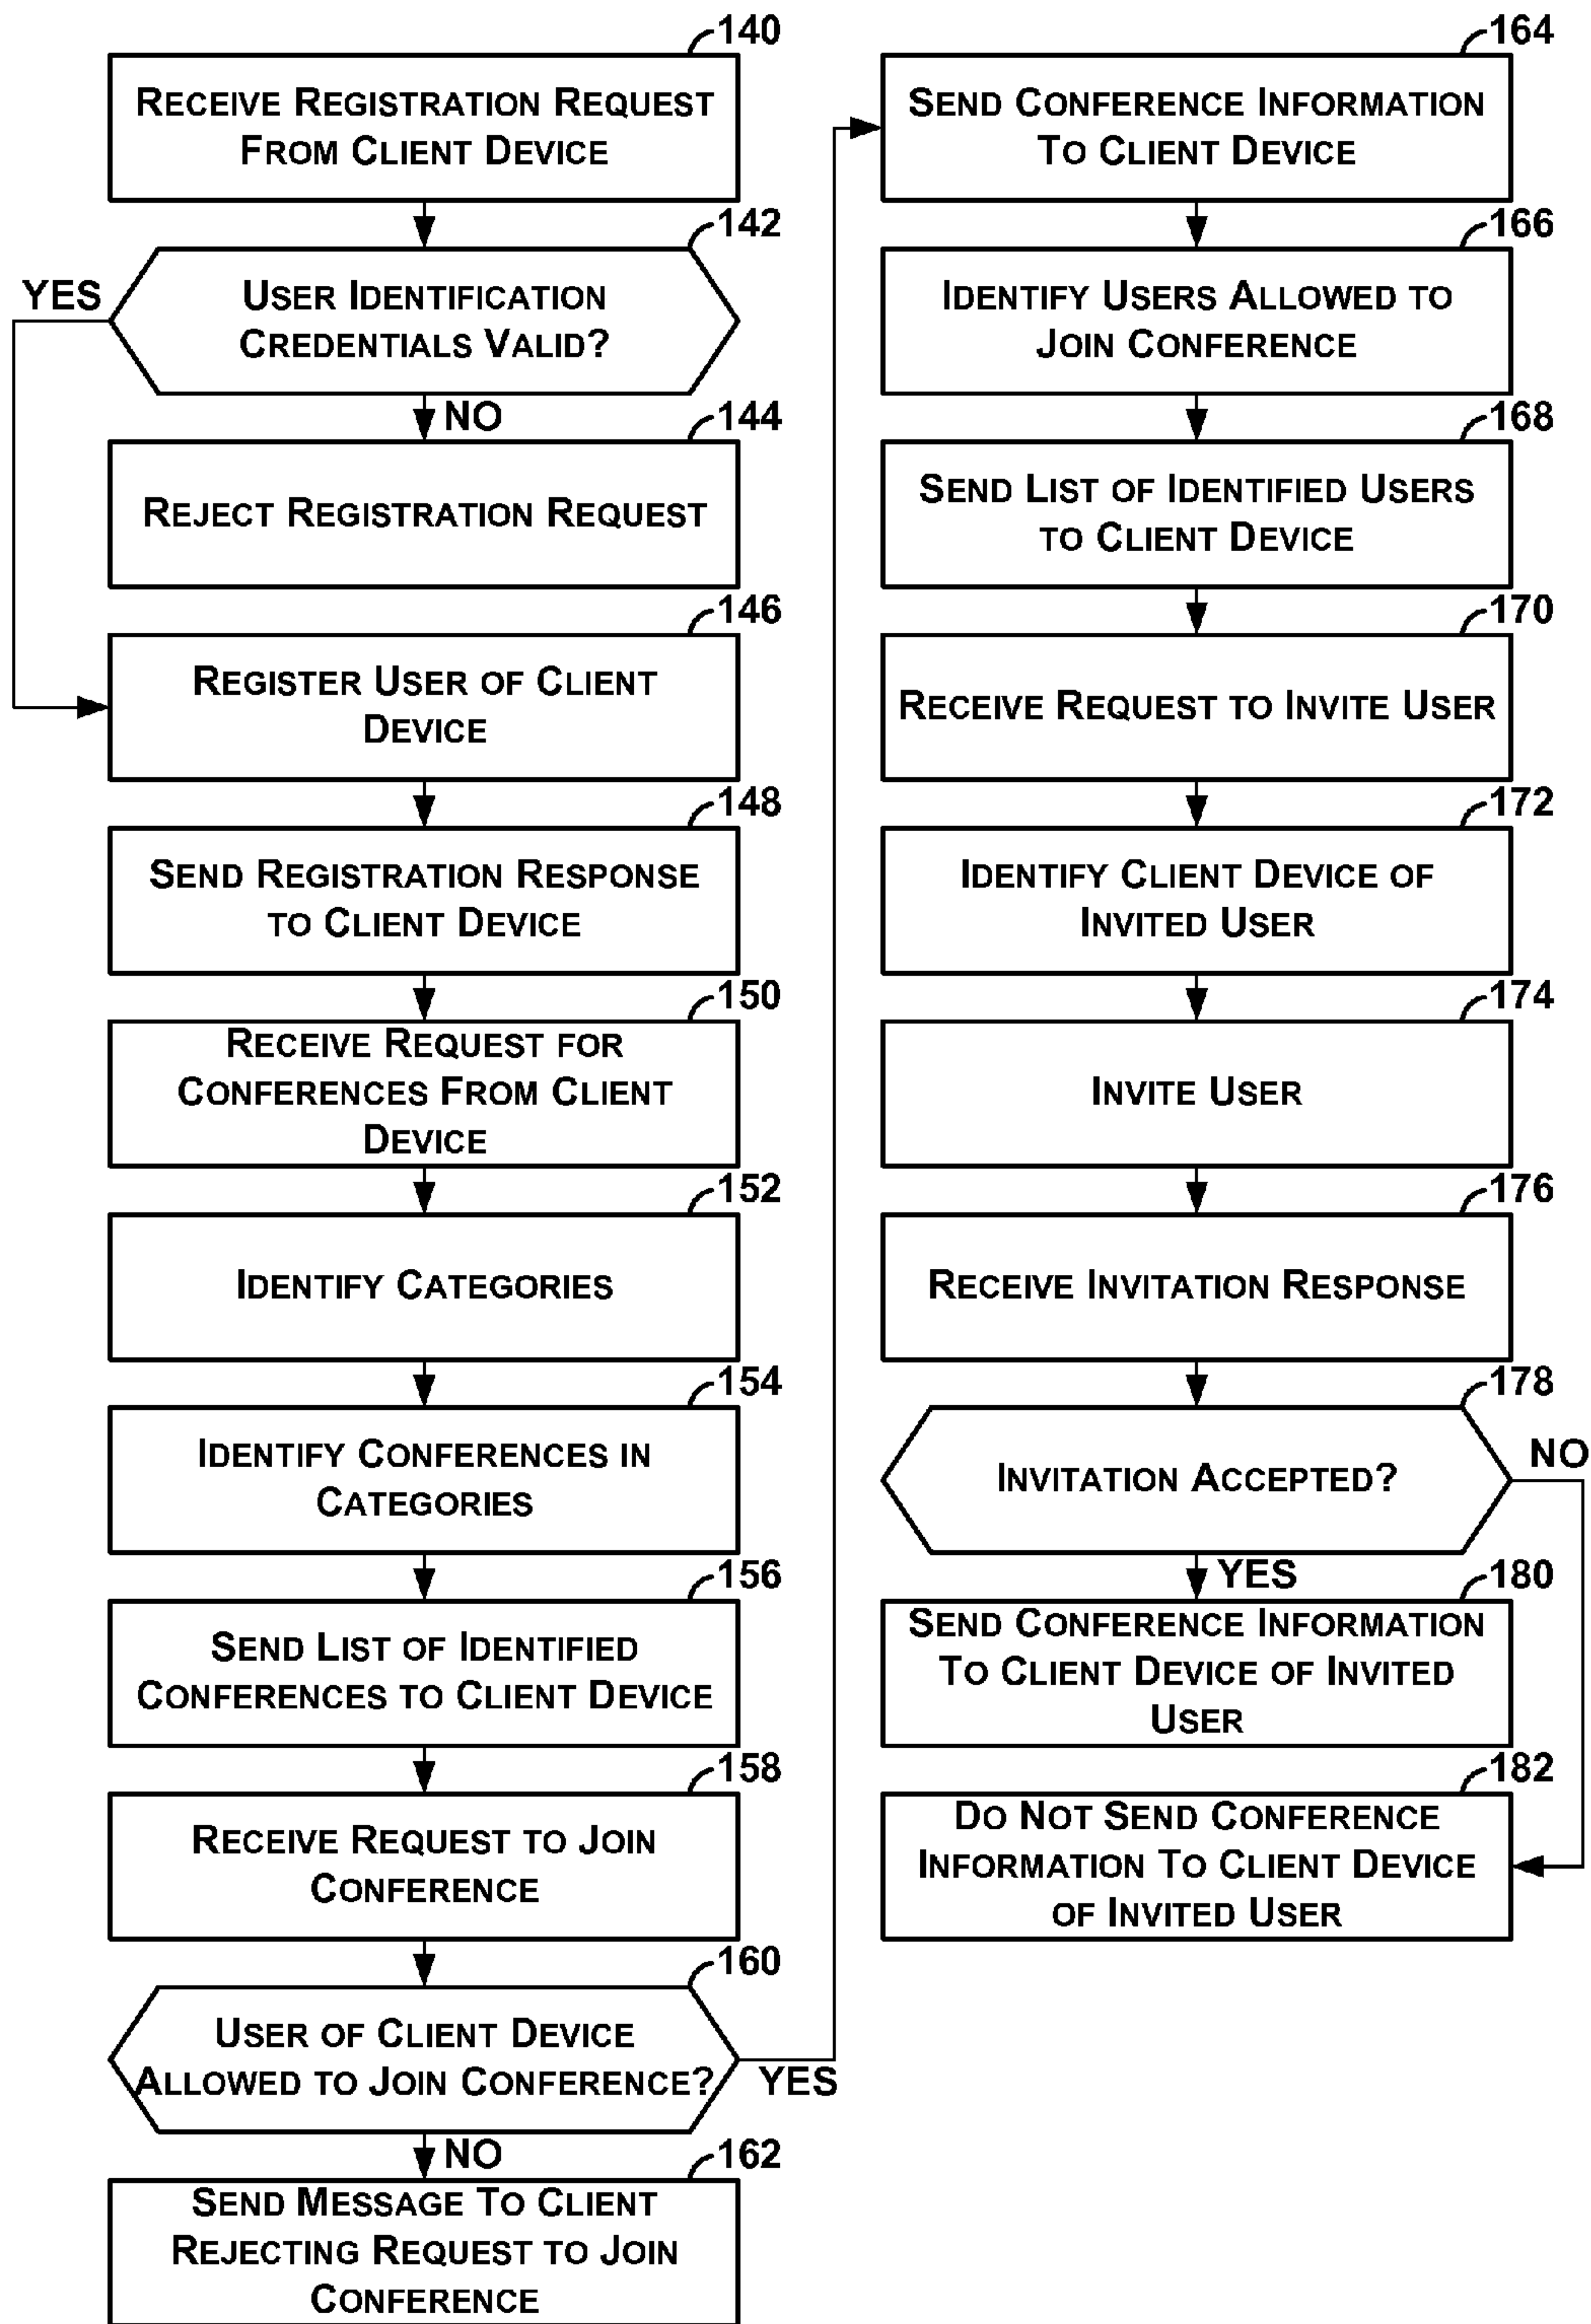 140
RECEIVE REGISTRATION REQUEST
FROM CLIENT DEVICE
142
YES
USER IDENTIFICATION
CREDENTIALS VALID?
NO
144
REJECT REGISTRATION REQUEST
146
REGISTER USER OF CLIENT
DEVICE
148
SEND REGISTRATION RESPONSE
TO CLIENT DEVICE
150
RECEIVE REQUEST FOR
CONFERENCES FROM CLIENT
DEVICE
152
IDENTIFY CATEGORIES
154
IDENTIFY CONFERENCES IN
CATEGORIES
156
SEND LIST OF IDENTIFIED
CONFERENCES TO CLIENT DEVICE
158
RECEIVE REQUEST TO JOIN
CONFERENCE
160
USER OF CLIENT DEVICE
ALLOWED TO JOIN CONFERENCE?
YES
NO
162
SEND MESSAGE TO CLIENT
REJECTING REQUEST TO JOIN
CONFERENCE
164
SEND CONFERENCE INFORMATION
TO CLIENT DEVICE
166
IDENTIFY USERS ALLOWED TO
JOIN CONFERENCE
168
SEND LIST OF IDENTIFIED USERS
TO CLIENT DEVICE
170
RECEIVE REQUEST TO INVITE USER
172
IDENTIFY CLIENT DEVICE OF
INVITED USER
174
INVITE USER
176
RECEIVE INVITATION RESPONSE
178
INVITATION ACCEPTED?
NO
YES
180
SEND CONFERENCE INFORMATION
TO CLIENT DEVICE OF INVITED
USER
182
DO NOT SEND CONFERENCE
INFORMATION TO CLIENT DEVICE
OF INVITED USER